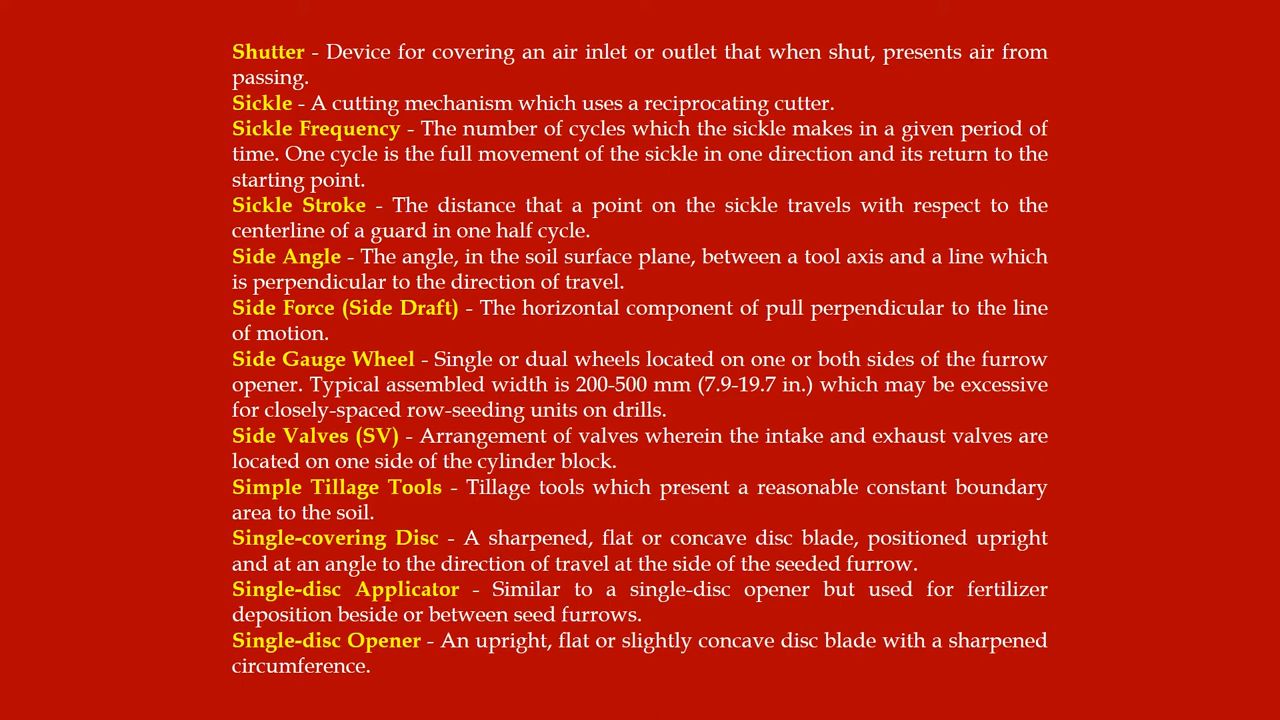 Shutter - Device for covering an air inlet or outlet that when shut, presents air from
passing.
Sickle - A cutting mechanism which uses a reciprocating cutter.
Sickle Frequency - The number of cycles which the sickle makes in a given period of
time. One cycle is the full movement of the sickle in one direction and its return to the
starting point.
Sickle Stroke - The distance that a point on the sickle travels with respect to the
centerline of a guard in one half cycle.
Side Angle - The angle, in the soil surface plane, between a tool axis and a line which
is perpendicular to the direction of travel.
Side Force (Side Draft) - The horizontal component of pull perpendicular to the line
of motion.
Side Gauge Wheel - Single or dual wheels located on one or both sides of the furrow
opener. Typical assembled width is 200-500 mm (7.9-19.7 in.) which may be excessive
for closely-spaced row-seeding units on drills.
Side Valves (SV) - Arrangement of valves wherein the intake and exhaust valves are
located on one side of the cylinder block.
Simple Tillage Tools - Tillage tools which present a reasonable constant boundary
area to the soil.
Single-covering Disc - A sharpened, flat or concave disc blade, positioned upright
and at an angle to the direction of travel at the side of the seeded furrow.
Single-disc Applicator - Similar to a single-disc opener but used for fertilizer
deposition beside or between seed furrows.
Single-disc Opener - An upright, flat or slightly concave disc blade with a sharpened
circumference.